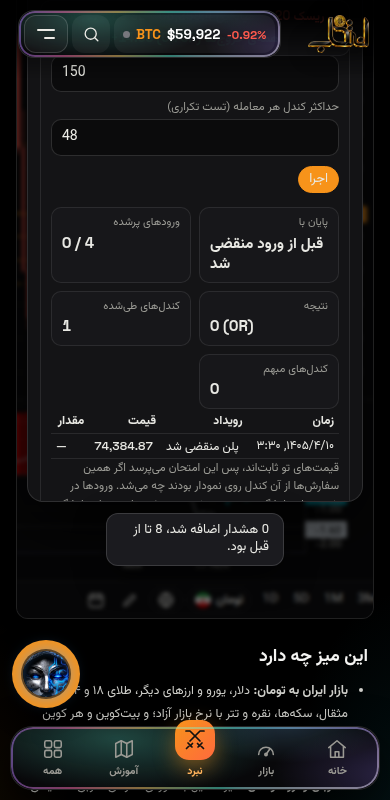 BTC $59,922 -0.92%
150
حداکثر کندل هر معامله (تست تکراری)
48
اجرا
پایان با
قبل از ورود منقضی شد
ورودهای پرشده
0 / 4
نتیجه
0 (0R)
کندل‌های طی‌شده
1
کندل‌های مبهم
0
زمان رویداد قیمت مقدار
۱۴۰۵/۴/۱۰, ۳:۳۰ پلن منقضی شد 74,384.87 —
قیمت‌های تو ثابت‌اند، پس این امتحان می‌پرسد اگر همین
سفارش‌ها از آن کندل روی نمودار بودند چه می‌شد. ورودها در
0 هشدار اضافه شد، 8 تا از
قبل بود.
تومان 1D 5D 1M
این میز چه دارد
بازار ایران به تومان: دلار، یورو و ارزهای دیگر، طلای ۱۸ و
مثقال، سکه‌ها، نقره و تتر با نرخ بازار آزاد؛ و بیت‌کوین و هر کوین
خانه
بازار
نبرد
آموزش
همه